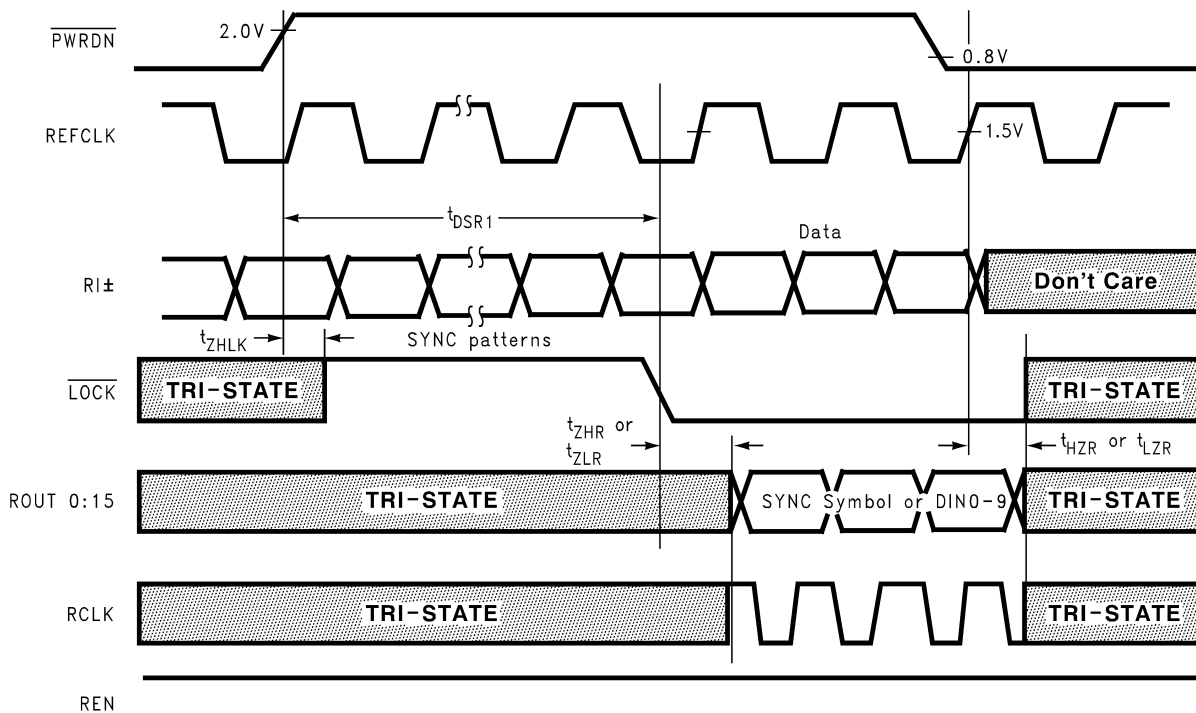 PWRDN
2.0V
0.8V
REFCLK
1.5V
tDSR1
Data
RI±
Don't Care
tZHLK
SYNC patterns
LOCK
TRI-STATE
TRI-STATE
tZHR or
tZLR
tHZR or tLZR
ROUT 0:15
TRI-STATE
SYNC Symbol or DIN0-9
TRI-STATE
RCLK
TRI-STATE
TRI-STATE
REN